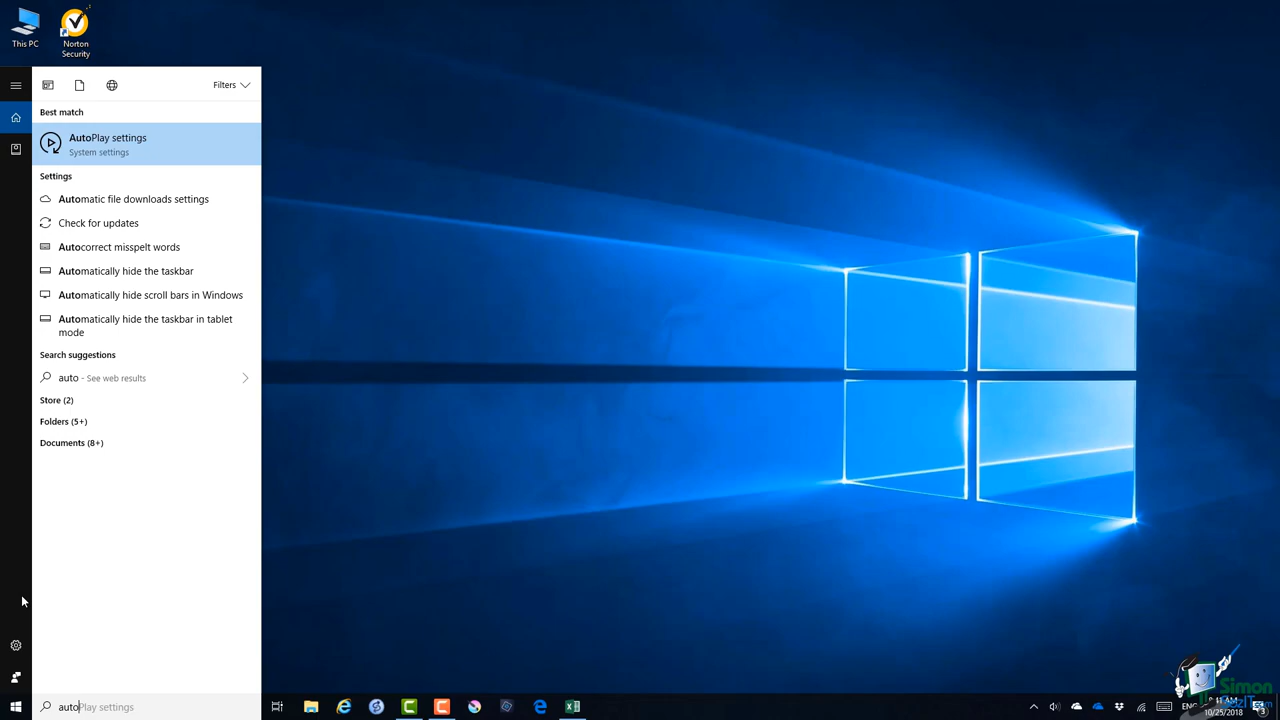 This PC
Norton
Security
Filters
Best match
AutoPlay settings
System settings
Settings
Automatic file downloads settings
Check for updates
Autocorrect misspelt words
Automatically hide the taskbar
Automatically hide scroll bars in Windows
Automatically hide the taskbar in tablet
mode
Search suggestions
auto - See web results
Store (2)
Folders (5+)
Documents (8+)
autoPlay settings
Simon
10/25/2018
3